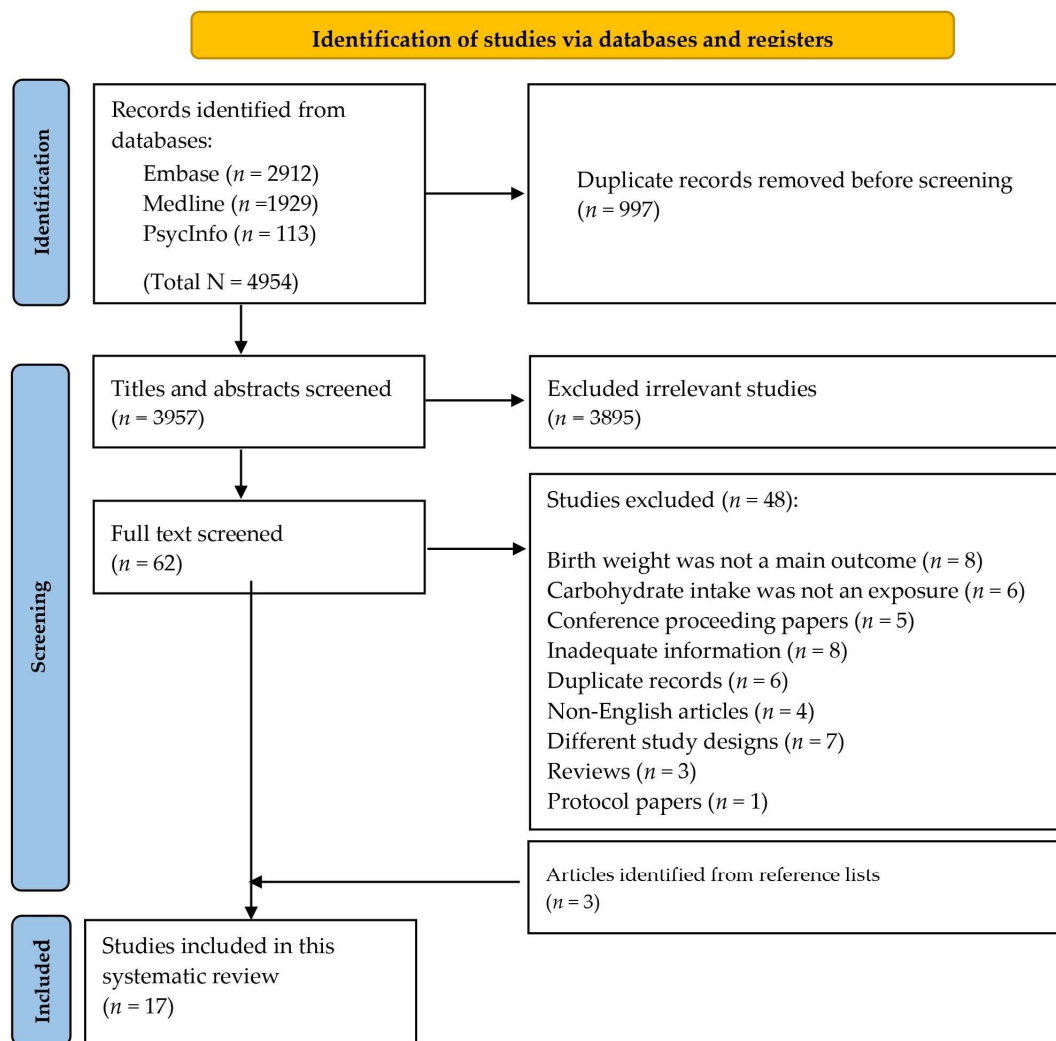 Identification of studies via databases and registers
Identification
Records identified from
databases:
Embase (n = 2912)
Medline (n =1929)
PsycInfo (n = 113)
(Total N = 4954)
Duplicate records removed before screening
(n = 997)
Screening
Titles and abstracts screened
(n = 3957)
Excluded irrelevant studies
(n = 3895)
Full text screened
(n = 62)
Studies excluded (n = 48):
Birth weight was not a main outcome (n = 8)
Carbohydrate intake was not an exposure (n = 6)
Conference proceeding papers (n = 5)
Inadequate information (n = 8)
Duplicate records (n = 6)
Non-English articles (n = 4)
Different study designs (n = 7)
Reviews (n = 3)
Protocol papers (n = 1)
Articles identified from reference lists
(n = 3)
Included
Studies included in this
systematic review
(n = 17)